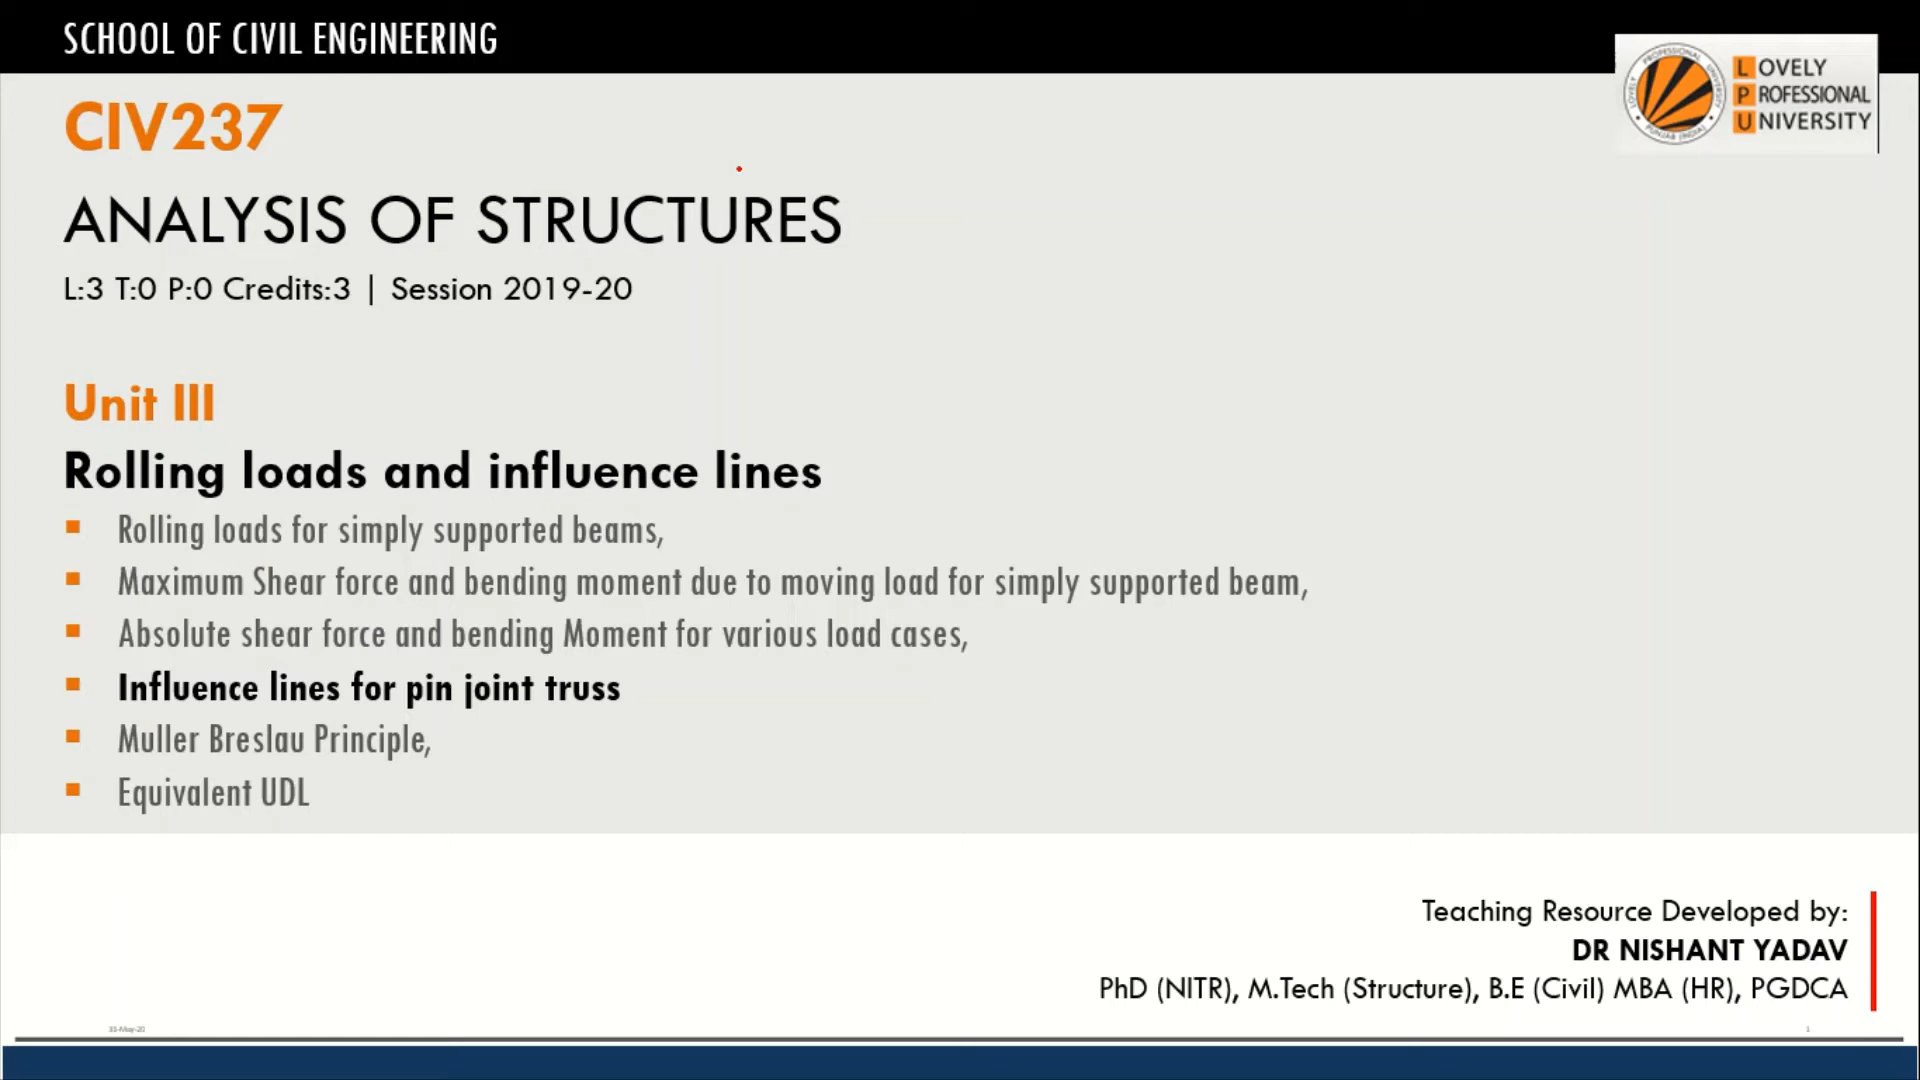 SCHOOL OF CIVIL ENGINEERING
LOVELY
PROFESSIONAL
UNIVERSITY
CIV237
ANALYSIS OF STRUCTURES
L:3 T:0 P:0 Credits:3 | Session 2019-20
Unit III
Rolling loads and influence lines
Rolling loads for simply supported beams,
Maximum Shear force and bending moment due to moving load for simply supported beam,
Absolute shear force and bending Moment for various load cases,
Influence lines for pin joint truss
Muller Breslau Principle,
Equivalent UDL
Teaching Resource Developed by:
DR NISHANT YADAV
PhD (NITR), M.Tech (Structure), B.E (Civil) MBA (HR), PGDCA
1